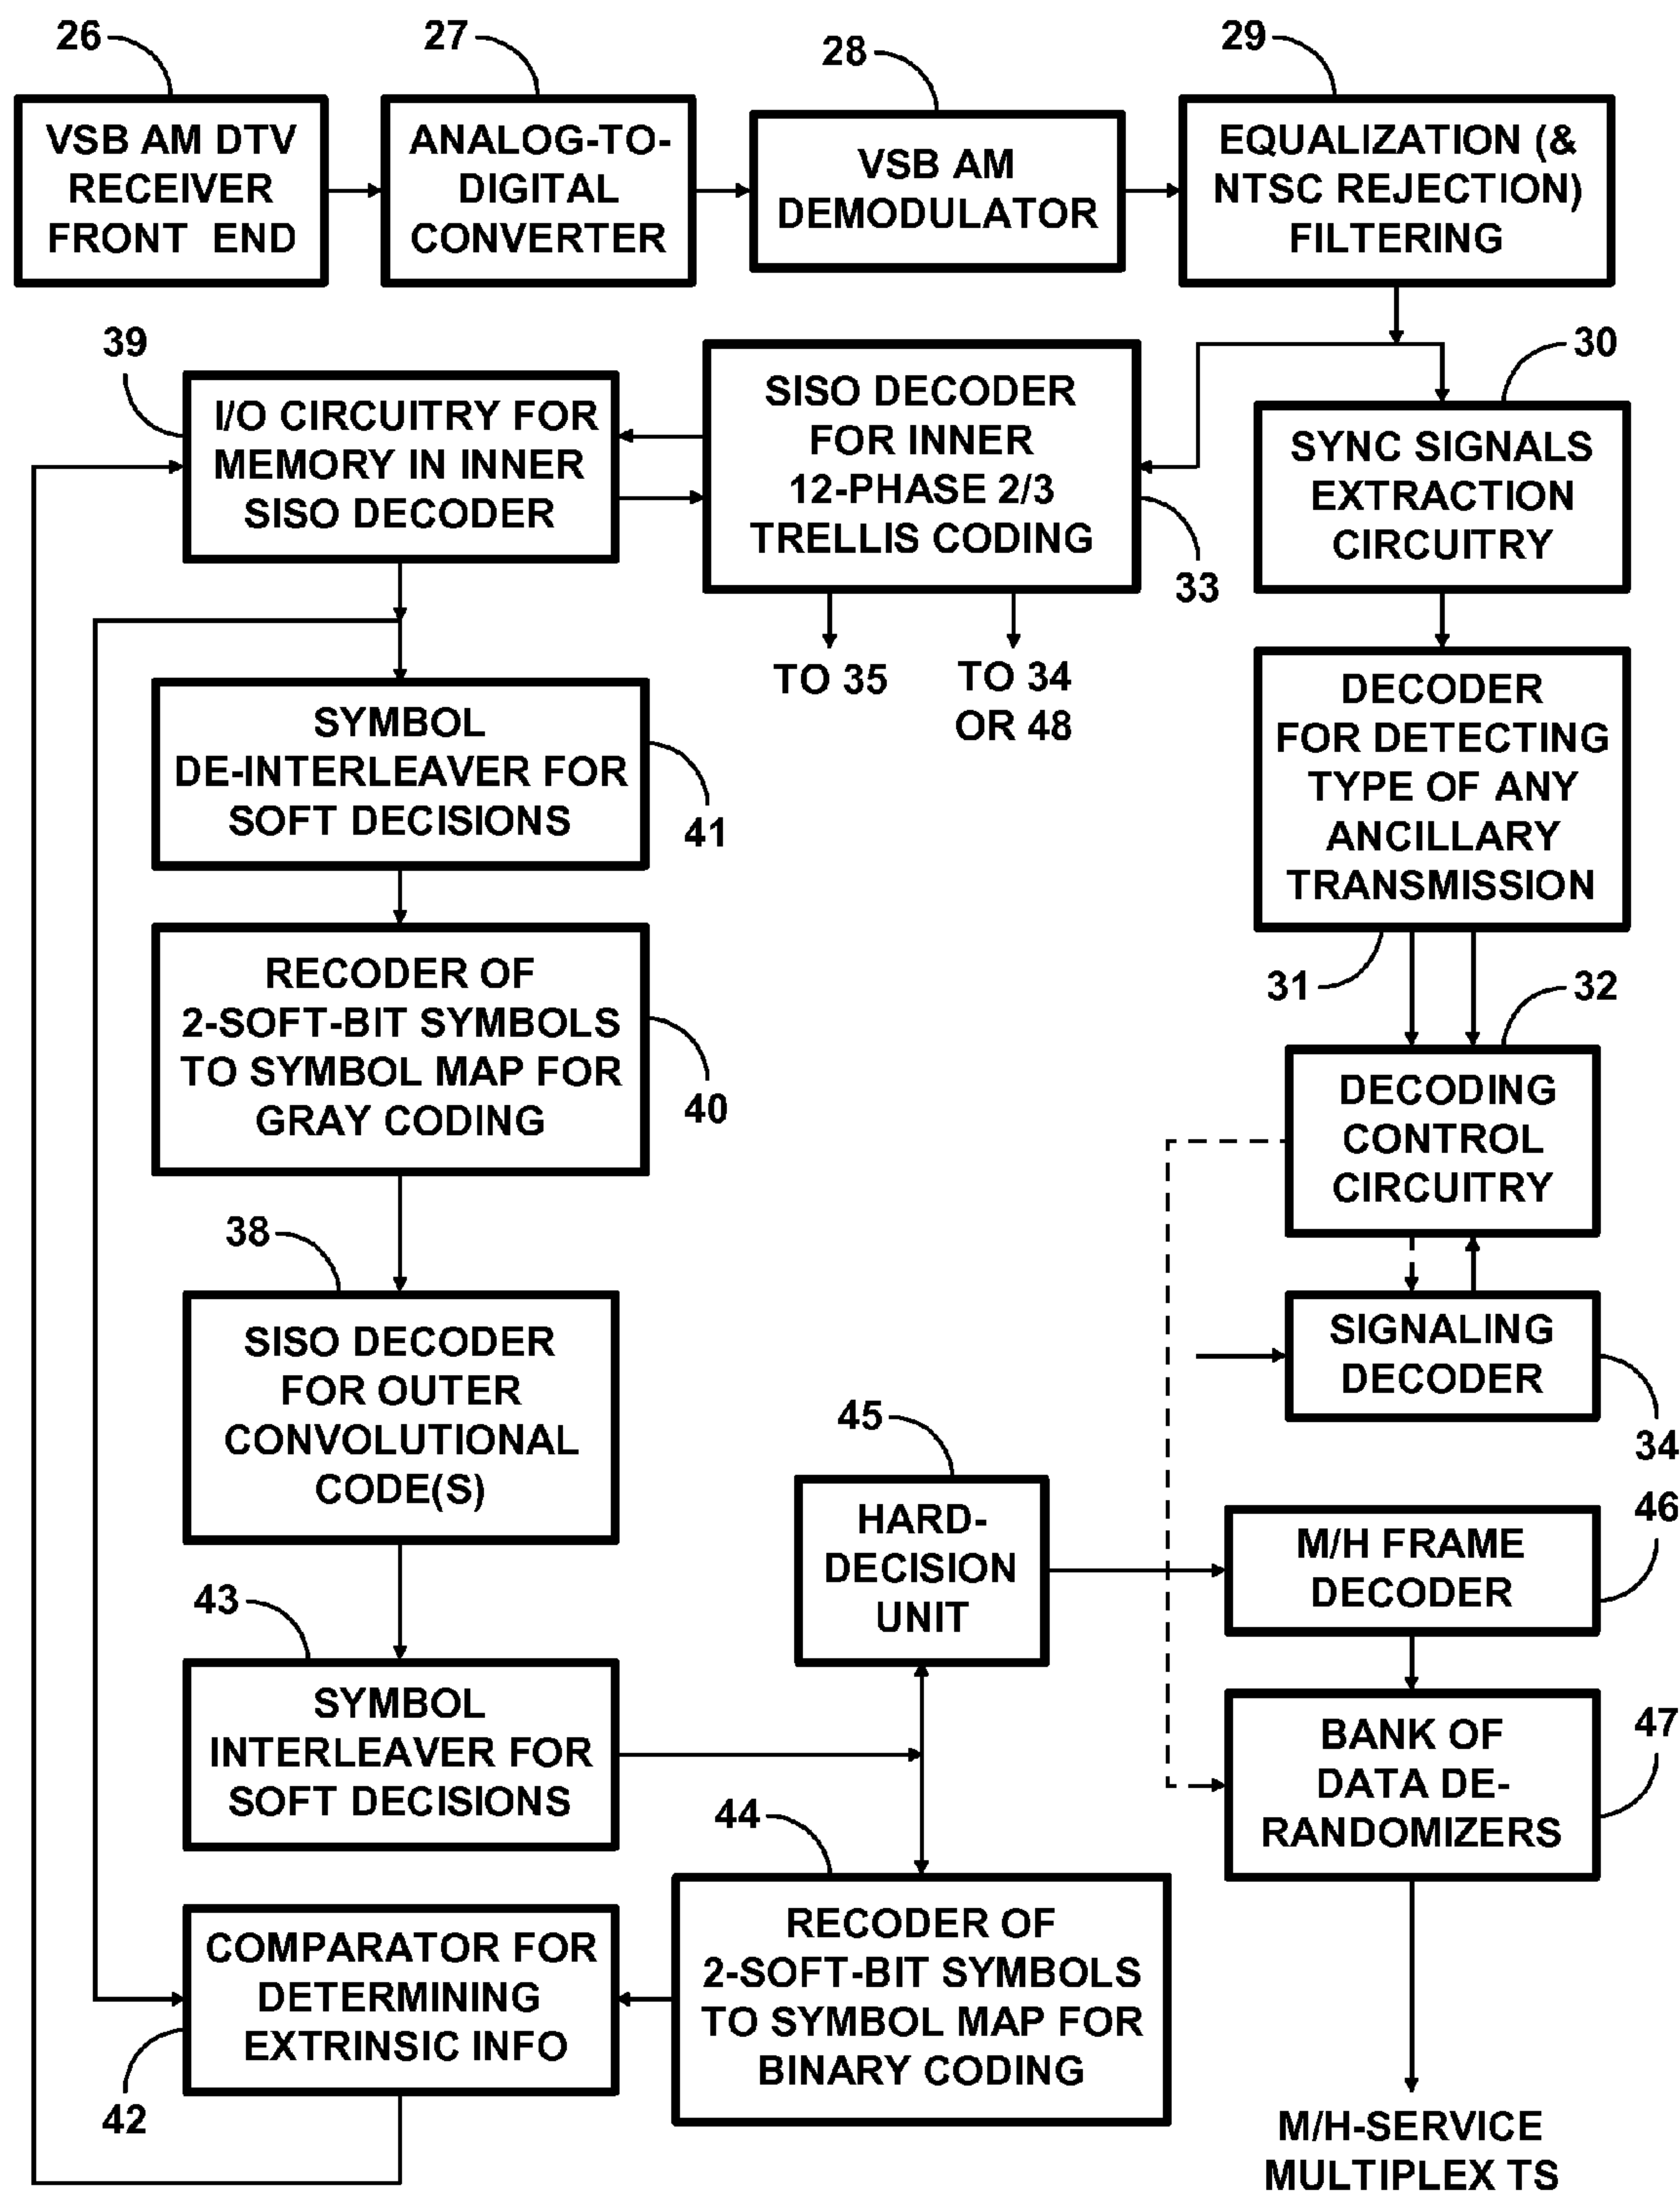 26
27
28
29
VSB AM DTV
RECEIVER
FRONT END
ANALOG-TO-
DIGITAL
CONVERTER
VSB AM
DEMODULATOR
EQUALIZATION (&
NTSC REJECTION)
FILTERING
39
I/O CIRCUITRY FOR
MEMORY IN INNER
SISO DECODER
SISO DECODER
FOR INNER
12-PHASE 2/3
TRELLIS CODING
33
30
SYNC SIGNALS
EXTRACTION
CIRCUITRY
TO 35
TO 34
OR 48
SYMBOL
DE-INTERLEAVER FOR
SOFT DECISIONS
41
DECODER
FOR DETECTING
TYPE OF ANY
ANCILLARY
TRANSMISSION
31
32
RECODER OF
2-SOFT-BIT SYMBOLS
TO SYMBOL MAP FOR
GRAY CODING
40
DECODING
CONTROL
CIRCUITRY
38
SISO DECODER
FOR OUTER
CONVOLUTIONAL
CODE(S)
SIGNALING
DECODER
34
45
HARD-
DECISION
UNIT
46
M/H FRAME
DECODER
43
SYMBOL
INTERLEAVER FOR
SOFT DECISIONS
47
BANK OF
DATA DE-
RANDOMIZERS
44
RECODER OF
2-SOFT-BIT SYMBOLS
TO SYMBOL MAP FOR
BINARY CODING
COMPARATOR FOR
DETERMINING
EXTRINSIC INFO
42
M/H-SERVICE
MULTIPLEX TS